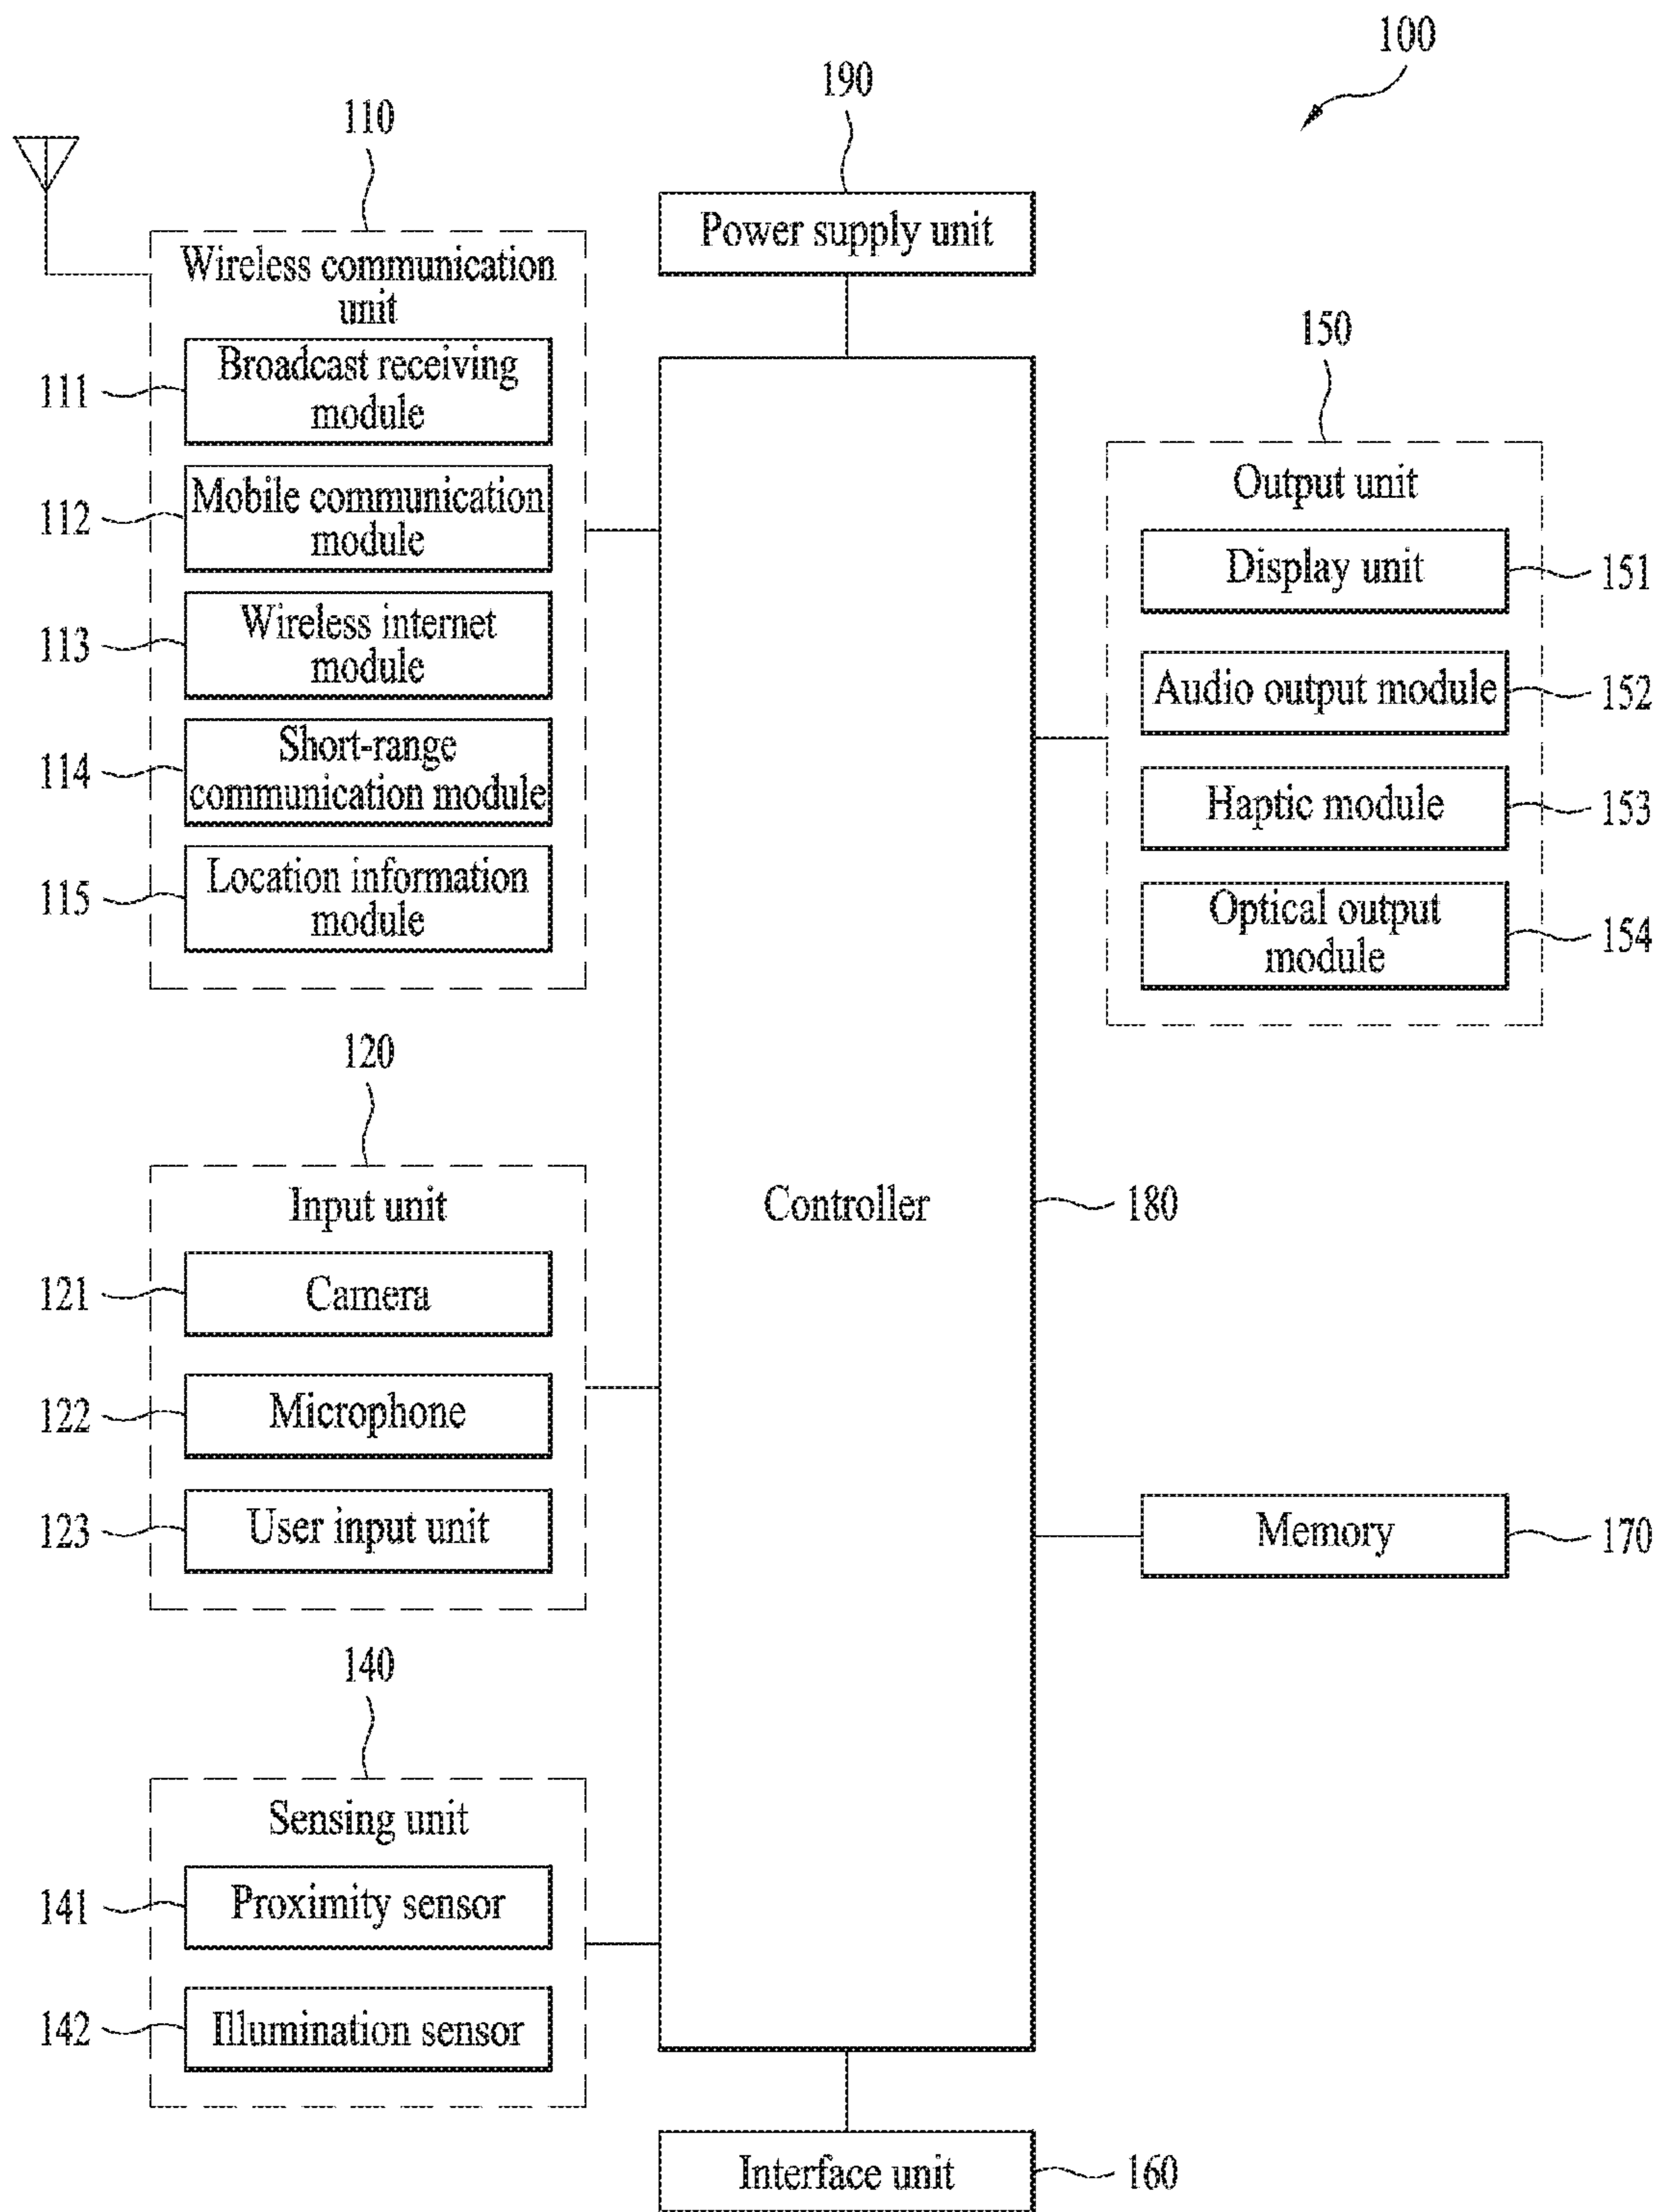 100
190
110
Power supply unit
Wireless communication
unit
150
111
Broadcast receiving
module
Output unit
112
Mobile communication
module
Display unit
151
113
Wireless internet
module
Audio output module
152
114
Short-range
communication module
Haptic module
153
115
Location information
module
Optical output
module
154
120
Input unit
Controller
180
121
Camera
122
Microphone
123
User input unit
Memory
170
140
Sensing unit
141
Proximity sensor
142
Illumination sensor
Interface unit
160